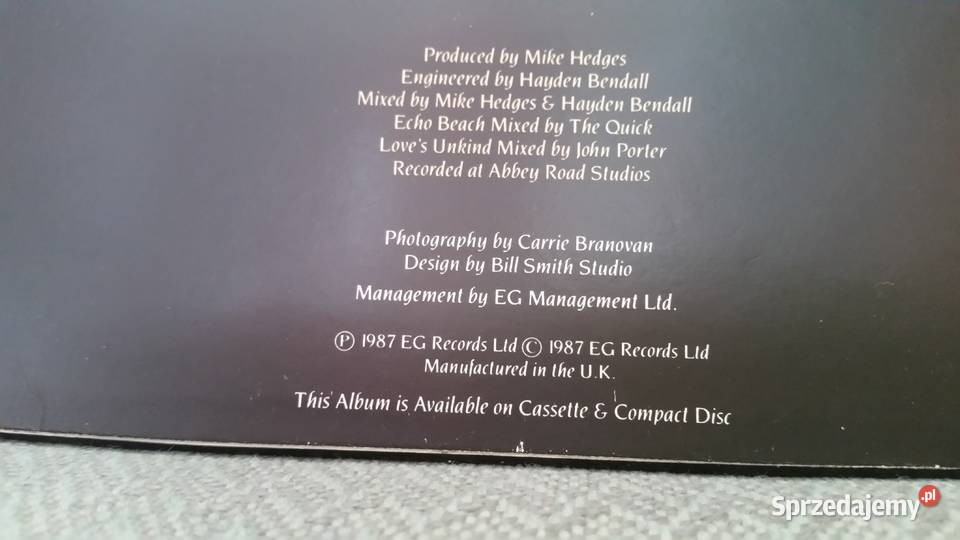 Produced by Mike Hedges
Engineered by Hayden Bendall
Mixed by Mike Hedges & Hayden Bendall
Echo Beach Mixed by The Quick
Love's Unkind Mixed by John Porter
Recorded at Abbey Road Studios
Photography by Carrie Branovan
Design by Bill Smith Studio
Management by EG Management Ltd.
Ⓟ 1987 EG Records Ltd © 1987 EG Records Ltd
Manufactured in the U.K.
This Album is Available on Cassette & Compact Disc
Sprzedajemy.pl